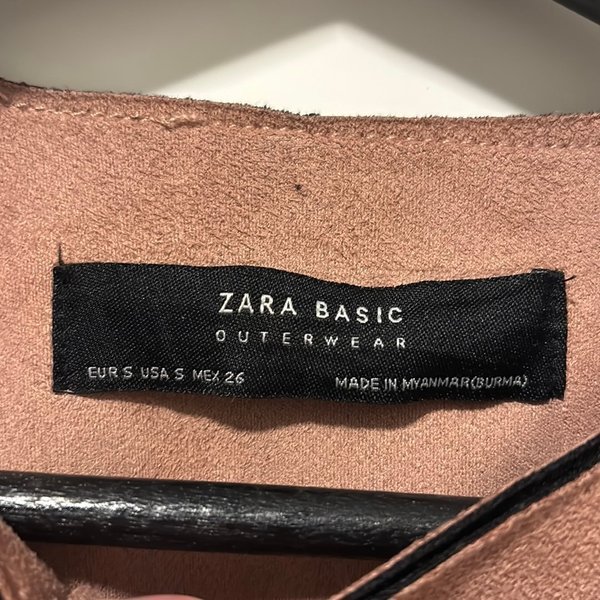 ZARA BASIC
OUTERWEAR
EUR S USA S MEX 26 MADE IN MYANMAR(BURMA)